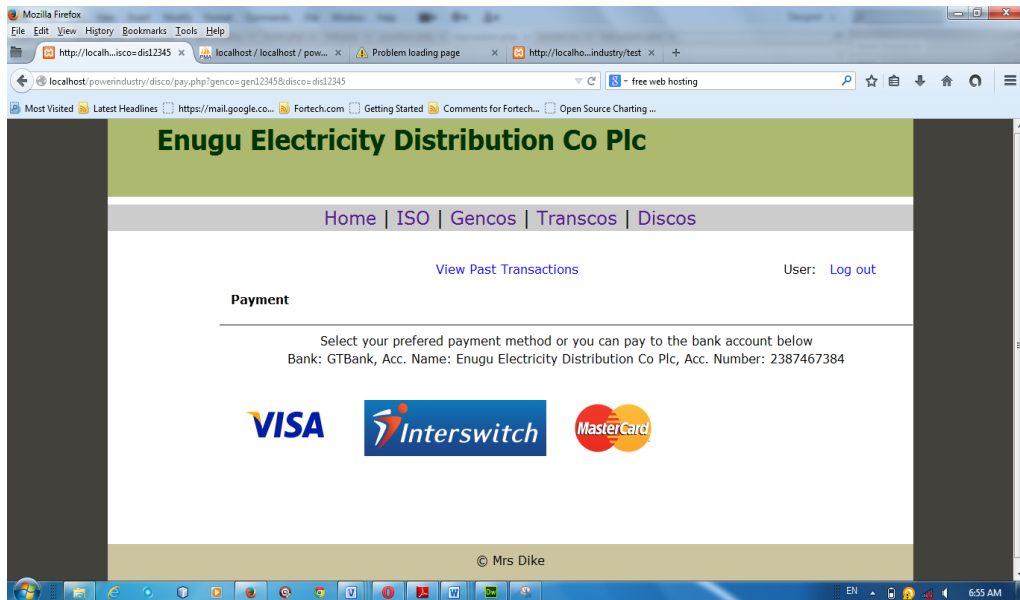 Mozilla Firefox
File Edit View History Bookmarks Tools Help
http://localh...isco=dis12345 × localhost / localhost / pow... × Problem loading page × http://localho...industry/test × +
localhost/powerindustry/disco/pay.php?genco=gen12345&disco=dis12345 free web hosting
Most Visited Latest Headlines https://mail.google.co... Fortech.com Getting Started Comments for Fortech... Open Source Charting ...
Enugu Electricity Distribution Co Plc
Home | ISO | Gencos | Transcos | Discos
View Past Transactions User: Log out
Payment
Select your prefered payment method or you can pay to the bank account below
Bank: GTBank, Acc. Name: Enugu Electricity Distribution Co Plc, Acc. Number: 2387467384
VISA Interswitch MasterCard
© Mrs Dike
EN 6:55 AM